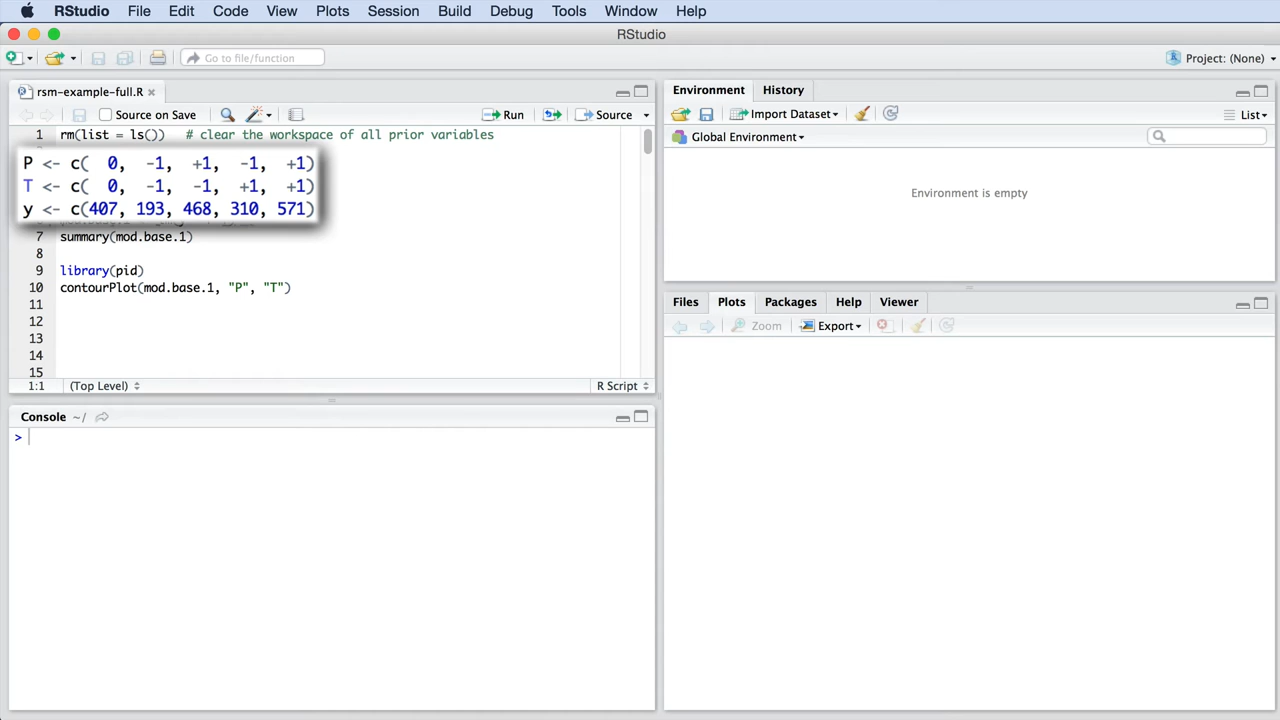 RStudio File Edit Code View Plots Session Build Debug Tools Window Help
RStudio
Go to file/function
Project: (None)
rsm-example-full.R
Source on Save
Run
Source
1 rm(list = ls()) # clear the workspace of all prior variables
P <- c( 0, -1, +1, -1, +1)
T <- c( 0, -1, -1, +1, +1)
y <- c(407, 193, 468, 310, 571)
7 summary(mod.base.1)
8
9 library(pid)
10 contourPlot(mod.base.1, "P", "T")
11
12
13
14
15
1:1 (Top Level) R Script
Console ~/
>
Environment History
Import Dataset List
Global Environment
Environment is empty
Files Plots Packages Help Viewer
Zoom Export